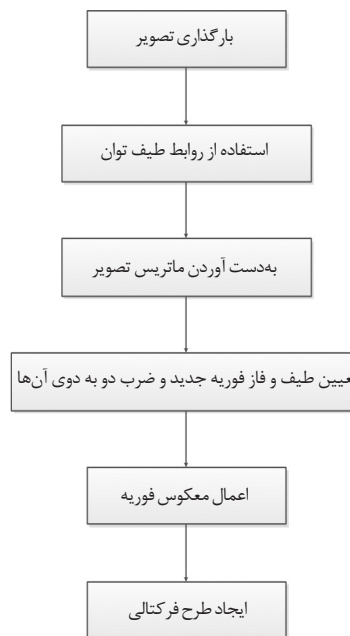 بارگذاری تصویر
استفاده از روابط طیف توان
به‌دست آوردن ماتریس تصویر
عیین طیف و فاز فوریه جدید و ضرب دو به دوی آن‌ها
اعمال معکوس فوریه
ایجاد طرح فرکتالی